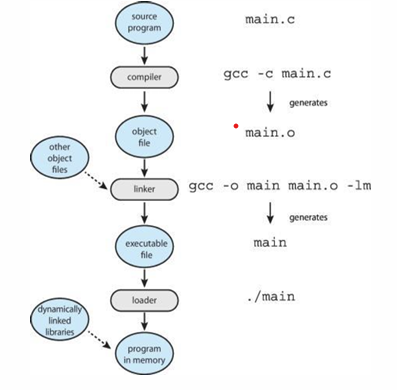 source
program
main.c
compiler
gcc -c main.c
generates
object
file
main.o
other
object
files
linker
gcc -o main main.o -lm
generates
executable
file
main
loader
./main
dynamically
linked
libraries
program
in memory